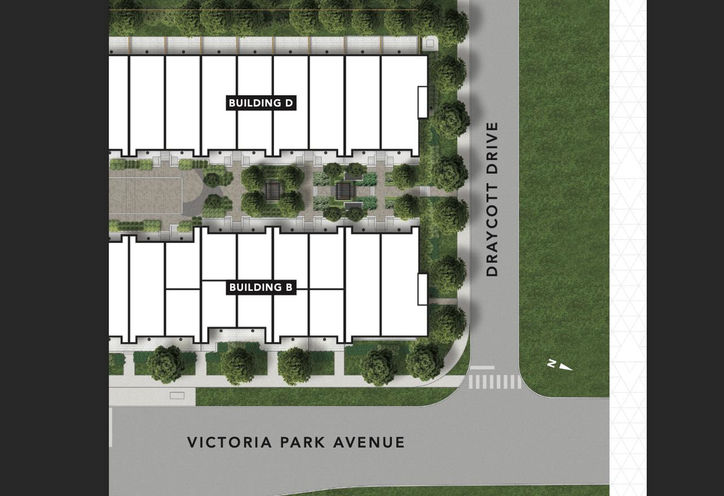 BUILDING D
DRAYCOTT DRIVE
BUILDING B
N
VICTORIA PARK AVENUE